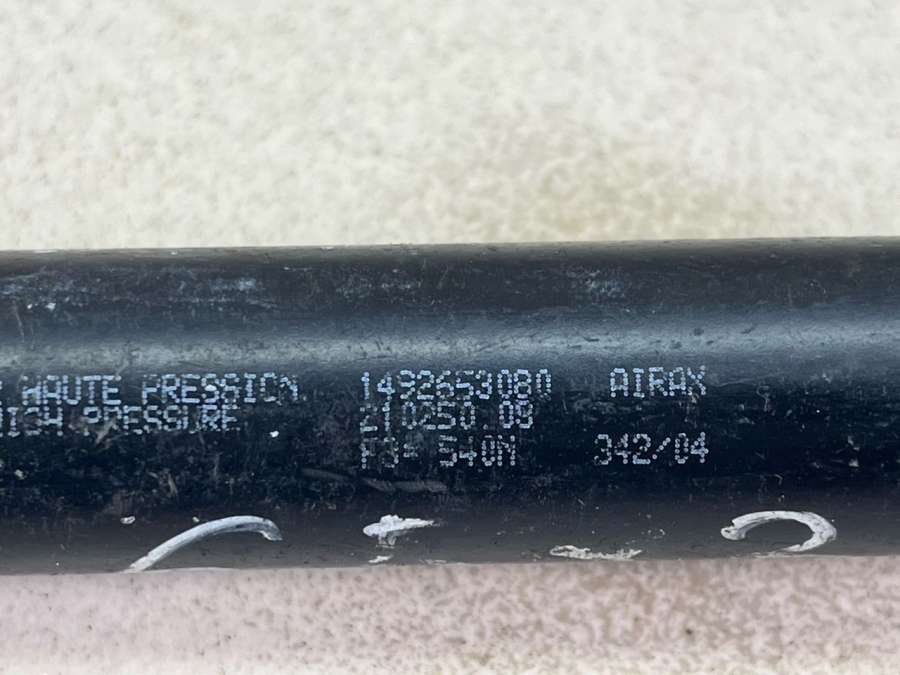 HAUTE PRESSION 1492653080 AIRAX
HIGH PRESSURE 210250 09
F3= 540N 342/04